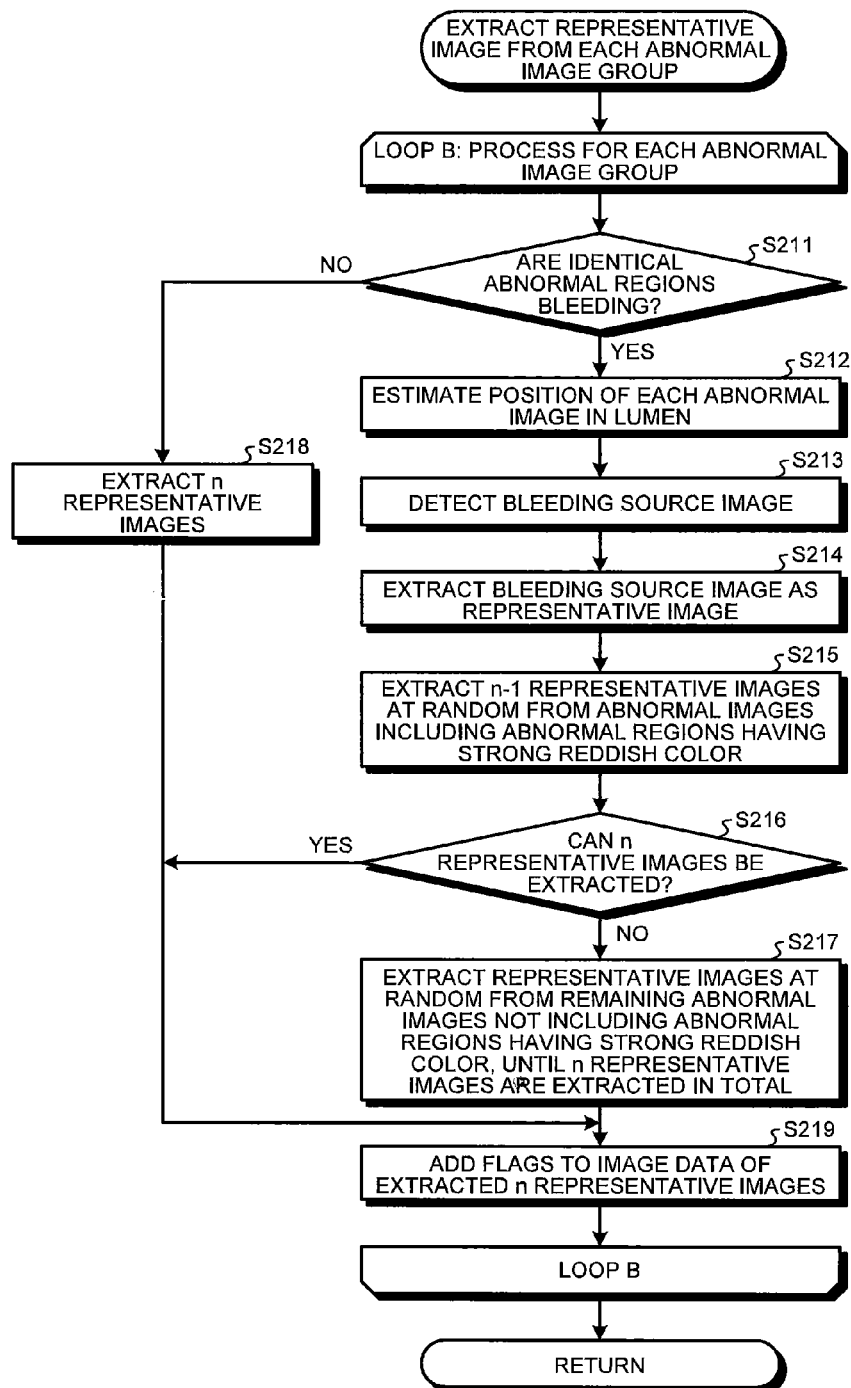 EXTRACT REPRESENTATIVE
IMAGE FROM EACH ABNORMAL
IMAGE GROUP
LOOP B: PROCESS FOR EACH ABNORMAL
IMAGE GROUP
S211
NO
ARE IDENTICAL
ABNORMAL REGIONS
BLEEDING?
YES
S212
ESTIMATE POSITION OF EACH ABNORMAL
IMAGE IN LUMEN
S218
EXTRACT n
REPRESENTATIVE
IMAGES
S213
DETECT BLEEDING SOURCE IMAGE
S214
EXTRACT BLEEDING SOURCE IMAGE AS
REPRESENTATIVE IMAGE
S215
EXTRACT n-1 REPRESENTATIVE IMAGES
AT RANDOM FROM ABNORMAL IMAGES
INCLUDING ABNORMAL REGIONS HAVING
STRONG REDDISH COLOR
S216
YES
CAN n
REPRESENTATIVE IMAGES BE
EXTRACTED?
NO
S217
EXTRACT REPRESENTATIVE IMAGES AT
RANDOM FROM REMAINING ABNORMAL
IMAGES NOT INCLUDING ABNORMAL
REGIONS HAVING STRONG REDDISH
COLOR, UNTIL n REPRESENTATIVE
IMAGES ARE EXTRACTED IN TOTAL
S219
ADD FLAGS TO IMAGE DATA OF
EXTRACTED n REPRESENTATIVE IMAGES
LOOP B
RETURN